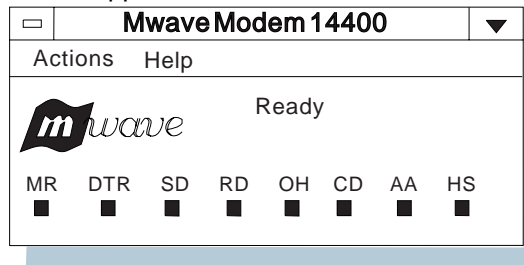 Mwave Modem 14400
Actions Help
Ready
mwave
MR DTR SD RD OH CD AA HS